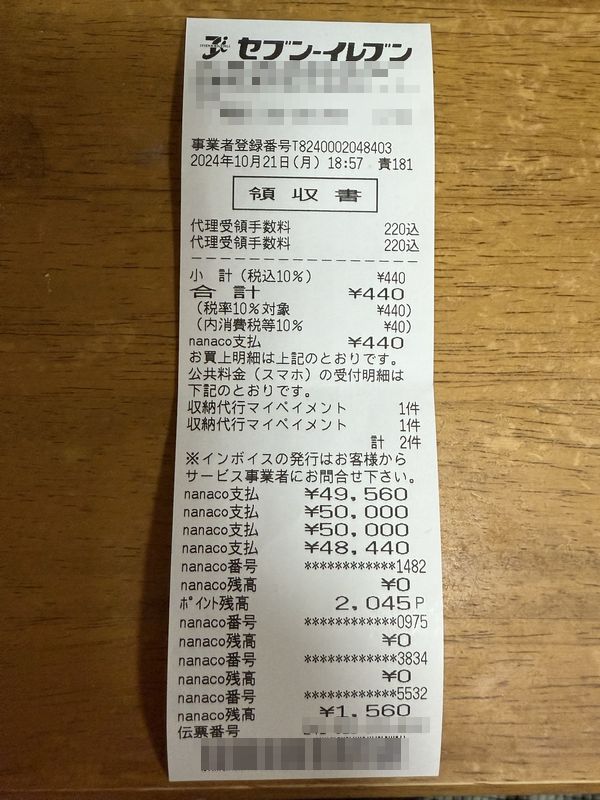 セブン-イレブン
事業者登録番号T8240002048403
2024年10月21日(月) 18:57 責181
領収書
代理受領手数料 220込
代理受領手数料 220込
小計(税込10%) ¥440
合計 ¥440
(税率10%対象 ¥440)
(内消費税等10% ¥40)
nanaco支払 ¥440
お買上明細は上記のとおりです。
公共料金(スマホ)の受付明細は
下記のとおりです。
収納代行マイペイメント 1件
収納代行マイペイメント 1件
計 2件
※インボイスの発行はお客様から
サービス事業者にお問合せ下さい。
nanaco支払 ¥49,560
nanaco支払 ¥50,000
nanaco支払 ¥50,000
nanaco支払 ¥48,440
nanaco番号 ************1482
nanaco残高 ¥0
ポイント残高 2,045P
nanaco番号 ************0975
nanaco残高 ¥0
nanaco番号 ************3834
nanaco残高 ¥0
nanaco番号 ************5532
nanaco残高 ¥1,560
伝票番号